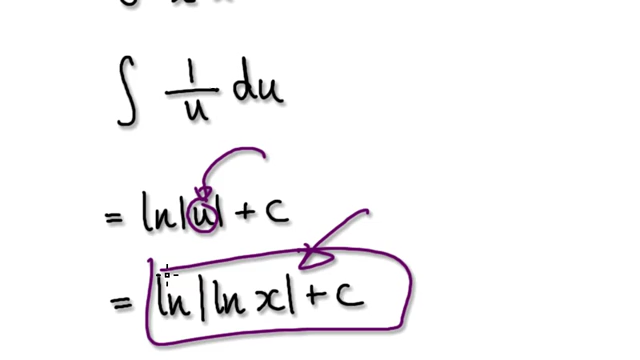 ∫ 1/u du
= ln|u| + c
= ln|ln x| + c